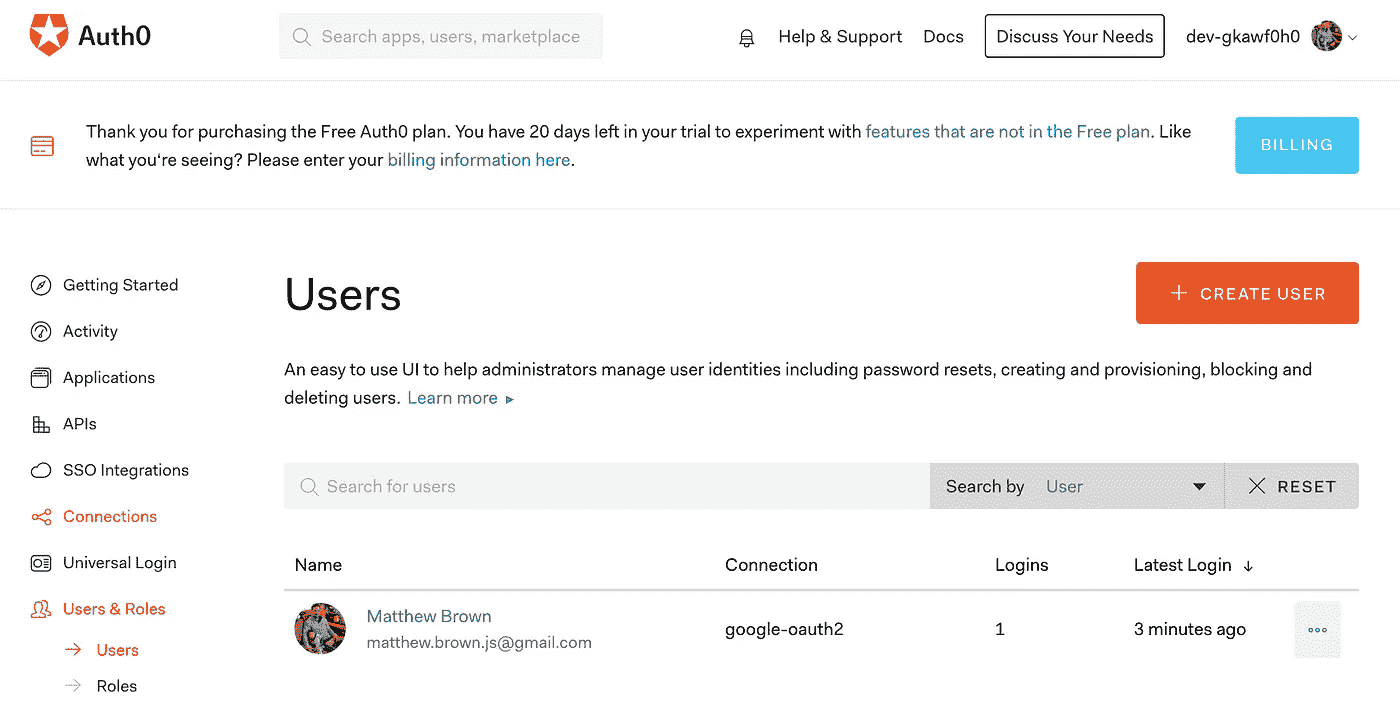 Auth0
Search apps, users, marketplace
Help & Support
Docs
Discuss Your Needs
dev-gkawf0h0
Thank you for purchasing the Free Auth0 plan. You have 20 days left in your trial to experiment with features that are not in the Free plan. Like
what you're seeing? Please enter your billing information here.
BILLING
Getting Started
Activity
Applications
APIs
SSO Integrations
Connections
Universal Login
Users & Roles
Users
Roles
Users
+ CREATE USER
An easy to use UI to help administrators manage user identities including password resets, creating and provisioning, blocking and
deleting users. Learn more
Search for users
Search by User
RESET
Name Connection Logins Latest Login ↓
Matthew Brown
matthew.brown.js@gmail.com
google-oauth2
1
3 minutes ago